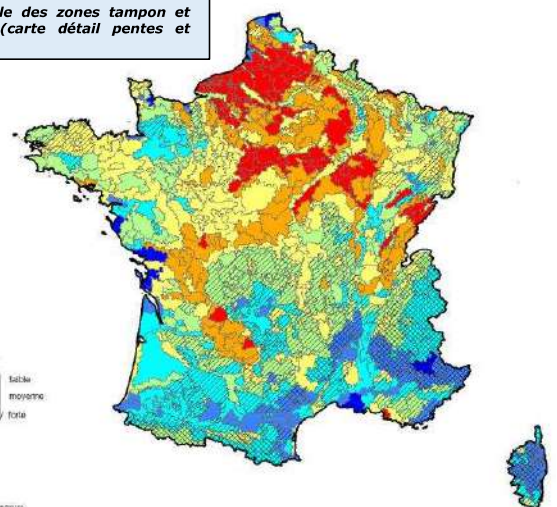 le des zones tampon et
(carte détail pentes et
faible
moyenne
forte